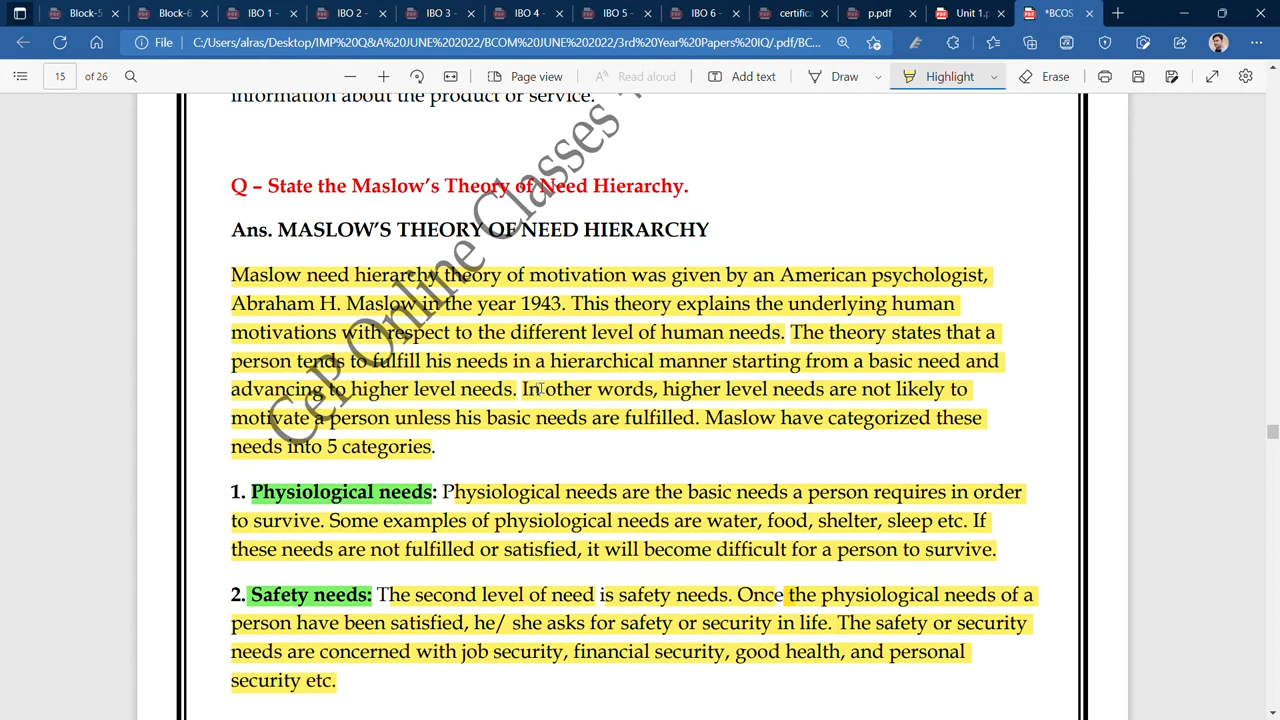 Block-5
Block-6
IBO 1 -
IBO 2 -
IBO 3 -
IBO 4 -
IBO 5 -
IBO 6 -
certifica
p.pdf
Unit 1.p
*BCOS
File
C:/Users/alras/Desktop/IMP%20Q&A%20JUNE%202022/BCOM%20JUNE%202022/3rd%20Year%20Papers%20IQ/.pdf/BC...
15 of 26
Page view
Read aloud
Add text
Draw
Highlight
Erase
information about the product or service.
CeP Online Classes
Q – State the Maslow's Theory of Need Hierarchy.
Ans. MASLOW'S THEORY OF NEED HIERARCHY
Maslow need hierarchy theory of motivation was given by an American psychologist,
Abraham H. Maslow in the year 1943. This theory explains the underlying human
motivations with respect to the different level of human needs. The theory states that a
person tends to fulfill his needs in a hierarchical manner starting from a basic need and
advancing to higher level needs. In other words, higher level needs are not likely to
motivate a person unless his basic needs are fulfilled. Maslow have categorized these
needs into 5 categories.
1. Physiological needs: Physiological needs are the basic needs a person requires in order
to survive. Some examples of physiological needs are water, food, shelter, sleep etc. If
these needs are not fulfilled or satisfied, it will become difficult for a person to survive.
2. Safety needs: The second level of need is safety needs. Once the physiological needs of a
person have been satisfied, he/ she asks for safety or security in life. The safety or security
needs are concerned with job security, financial security, good health, and personal
security etc.